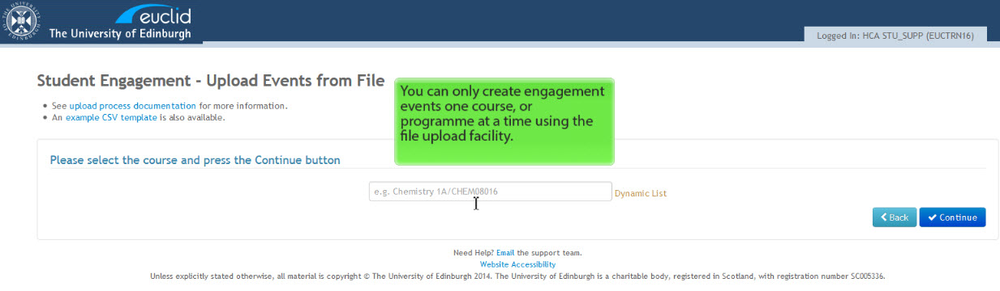 euclid
The University of Edinburgh
Logged In: HCA STU_SUPP (EUCTRN16)
Student Engagement - Upload Events from File
See upload process documentation for more information.
An example CSV template is also available.
You can only create engagement
events one course, or
programme at a time using the
file upload facility.
Please select the course and press the Continue button
e.g. Chemistry 1A/CHEM08016
Dynamic List
Back
Continue
Need Help? Email the support team.
Website Accessibility
Unless explicitly stated otherwise, all material is copyright © The University of Edinburgh 2014. The University of Edinburgh is a charitable body, registered in Scotland, with registration number SC005336.